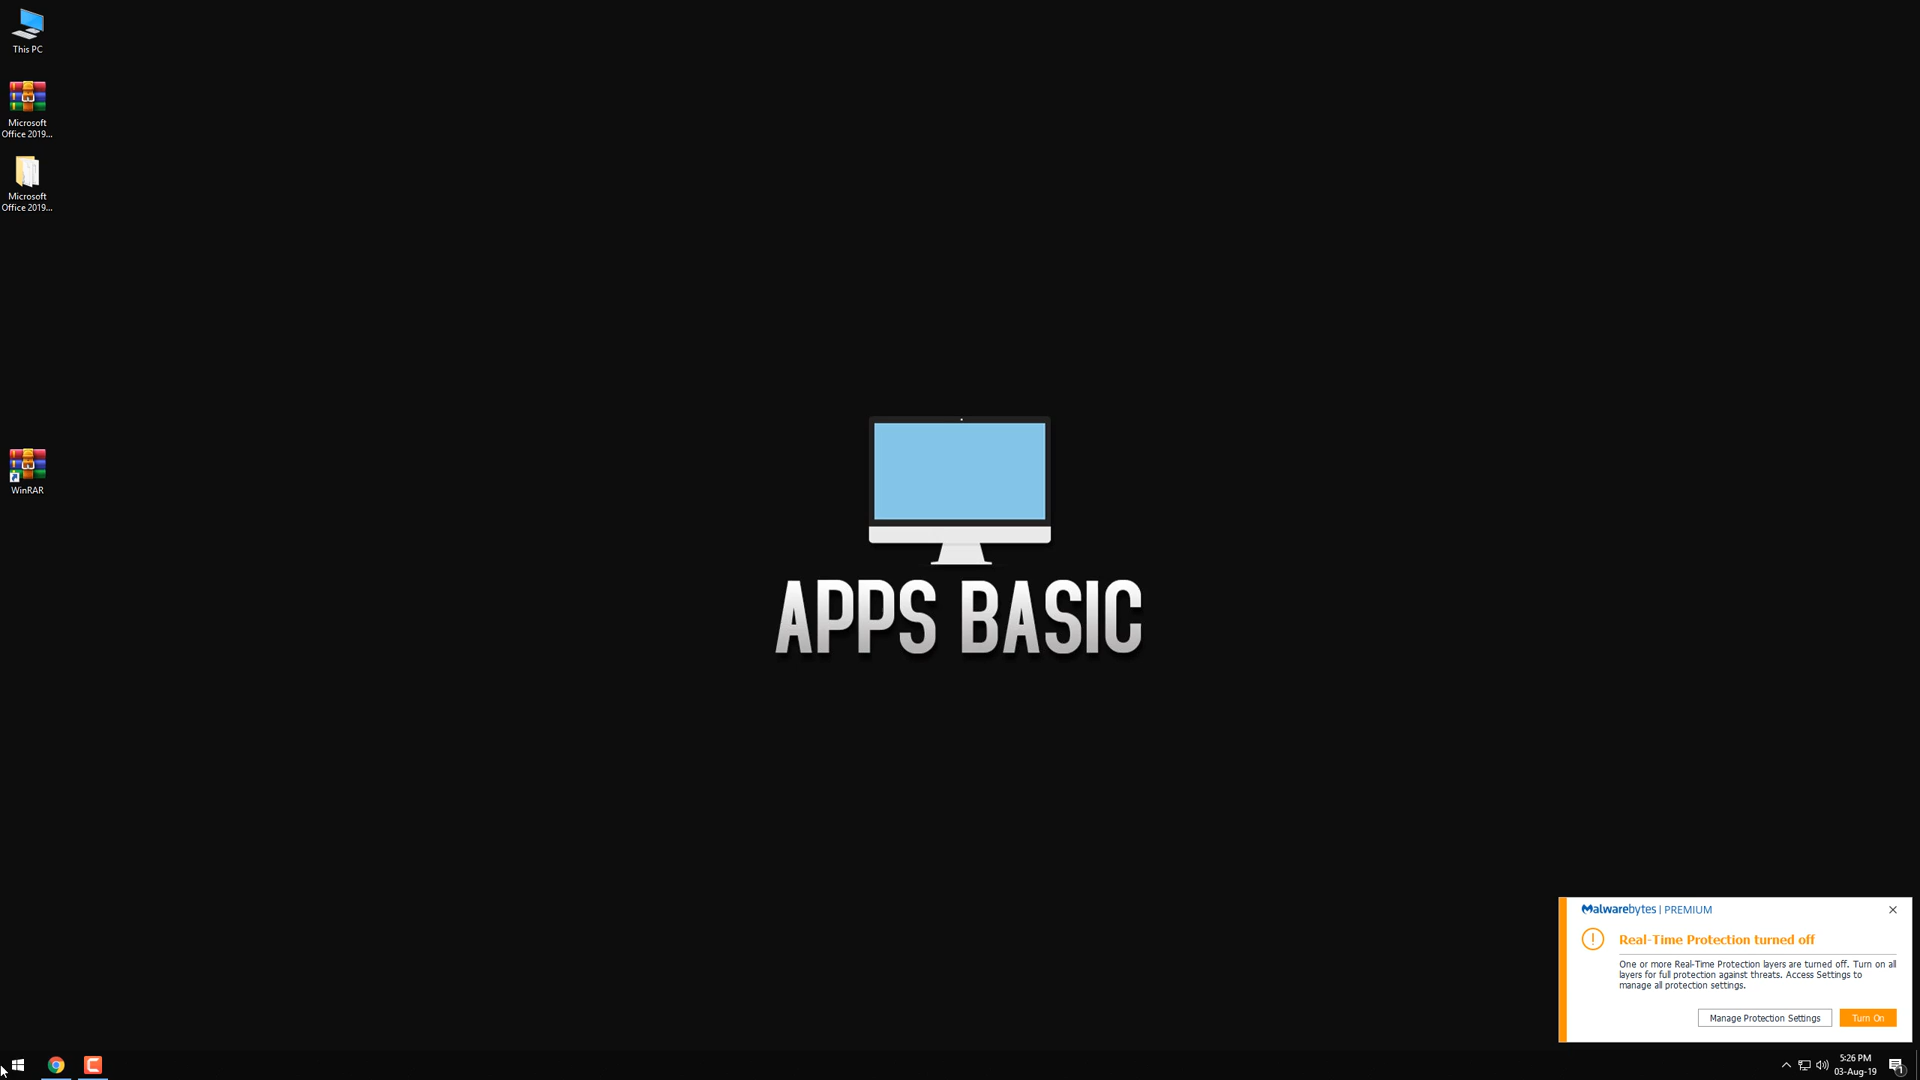 This PC
Microsoft
Office 2019...
Microsoft
Office 2019...
WinRAR
APPS BASIC
Malwarebytes | PREMIUM
Real-Time Protection turned off
One or more Real-Time Protection layers are turned off. Turn on all
layers for full protection against threats. Access Settings to
manage all protection settings.
Manage Protection Settings
Turn On
5:26 PM
03-Aug-19
1